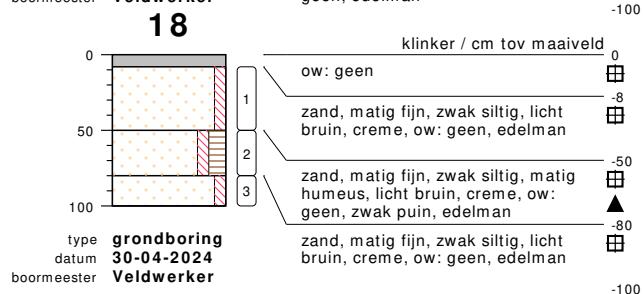 boormeester Veldwerker
geen, edelman
-100
18
klinker / cm tov maaiveld
0
0
ow: geen
-8
1
zand, matig fijn, zwak siltig, licht
bruin, creme, ow: geen, edelman
50
-50
2
zand, matig fijn, zwak siltig, matig
humeus, licht bruin, creme, ow:
geen, zwak puin, edelman
3
100
-80
zand, matig fijn, zwak siltig, licht
bruin, creme, ow: geen, edelman
type grondboring
datum 30-04-2024
boormeester Veldwerker
-100